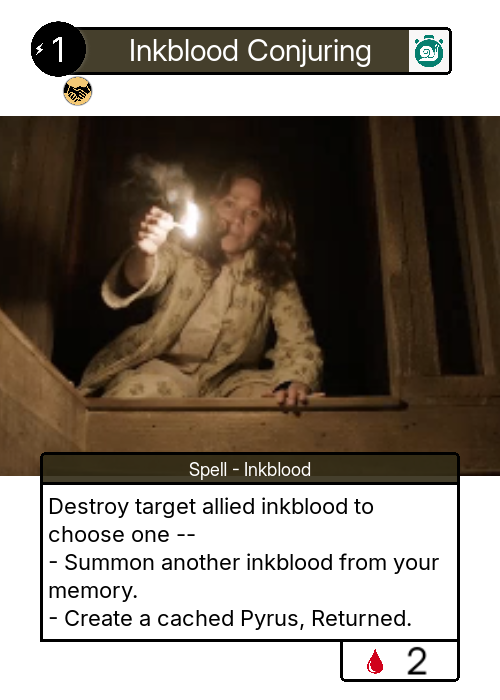 1 Inkblood Conjuring
Spell - Inkblood
Destroy target allied inkblood to
choose one --
- Summon another inkblood from your
memory.
- Create a cached Pyrus, Returned.
2